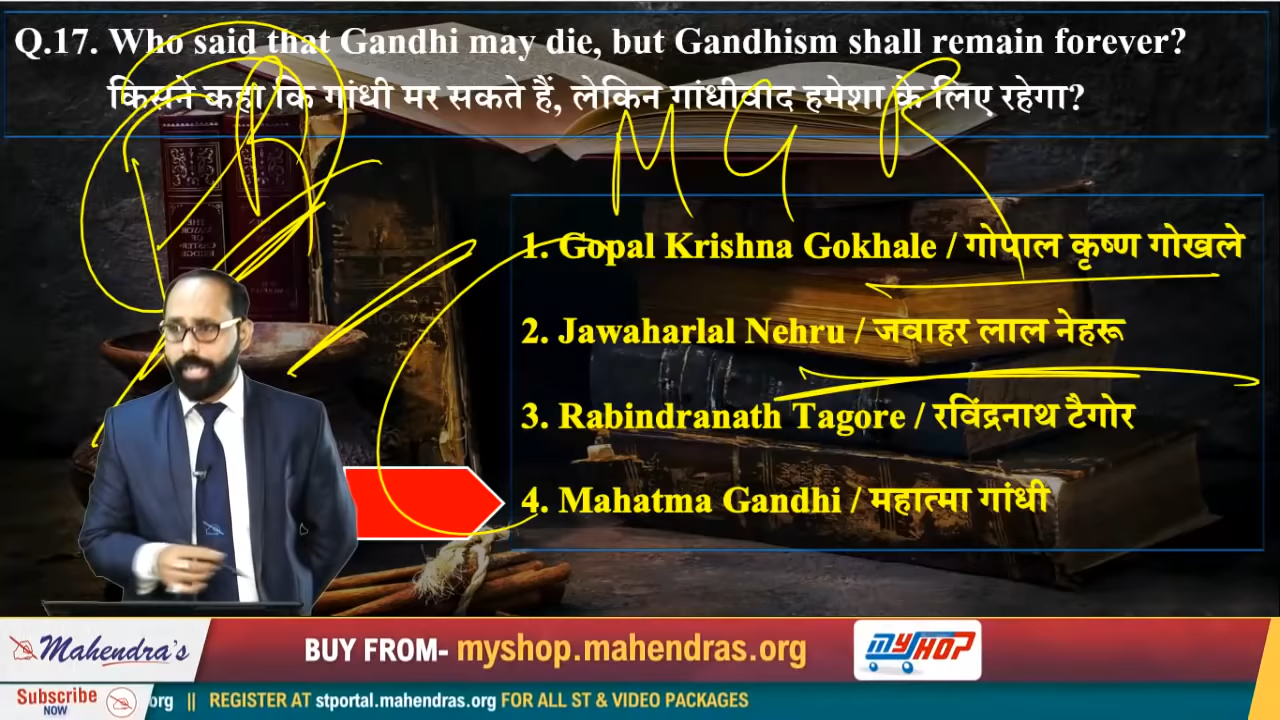 Q.17. Who said that Gandhi may die, but Gandhism shall remain forever?
किसने कहा कि गांधी मर सकते हैं, लेकिन गांधीवाद हमेशा के लिए रहेगा?
M G R
1. Gopal Krishna Gokhale / गोपाल कृष्ण गोखले
2. Jawaharlal Nehru / जवाहर लाल नेहरू
3. Rabindranath Tagore / रविंद्रनाथ टैगोर
4. Mahatma Gandhi / महात्मा गांधी
Mahendra's
BUY FROM- myshop.mahendras.org
MYSHOP
Subscribe
NOW
org || REGISTER AT stportal.mahendras.org FOR ALL ST & VIDEO PACKAGES